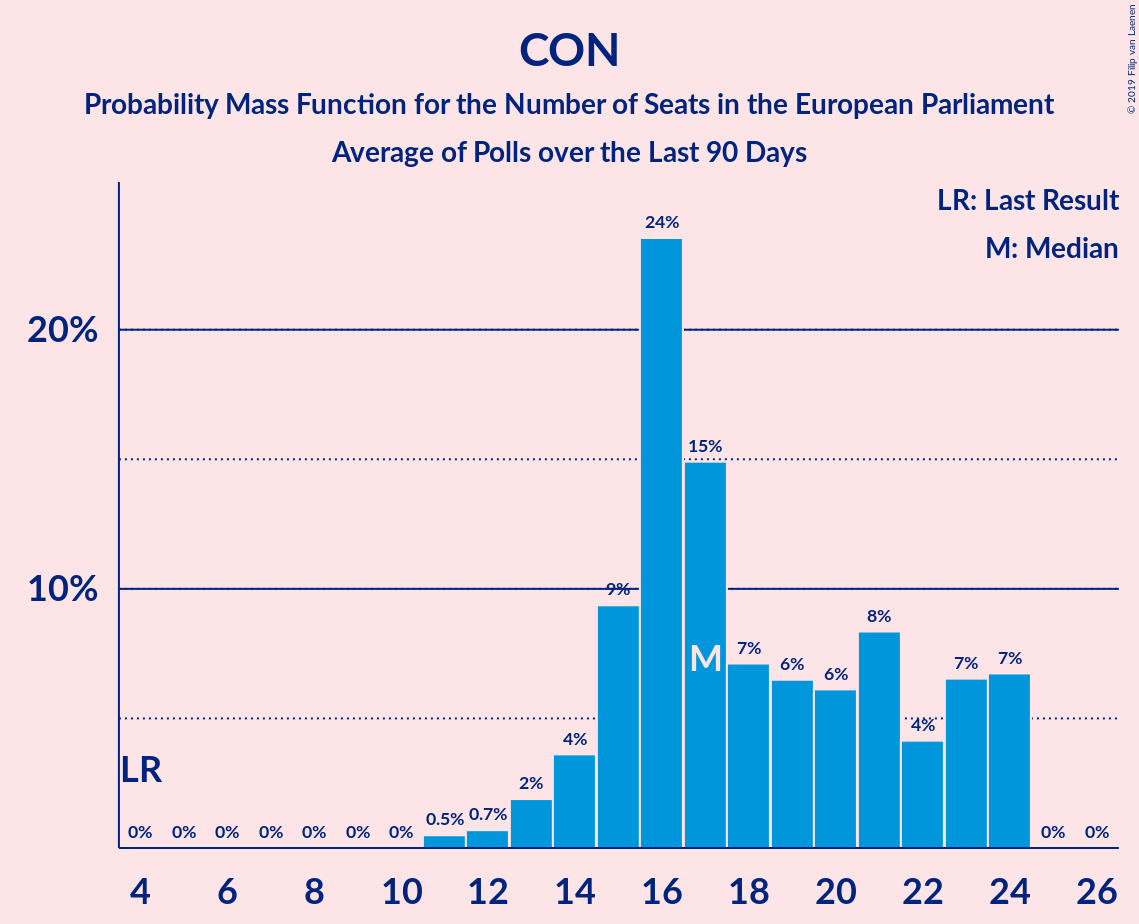 CON
Probability Mass Function for the Number of Seats in the European Parliament
Average of Polls over the Last 90 Days
© 2019 Filip van Laenen
LR: Last Result
M: Median
24%
20%
15%
10%
9%
8%
M
7%
6%
6%
7%
7%
4%
4%
LR
2%
0.5%
0.7%
0% 0% 0% 0% 0% 0% 0% 0% 0%
4 6 8 10 12 14 16 18 20 22 24 26